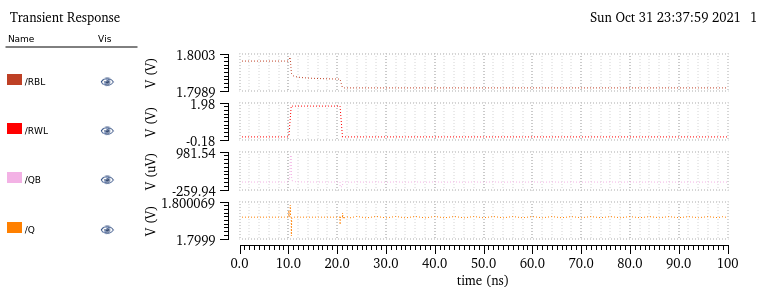 Transient Response
Sun Oct 31 23:37:59 2021 1
Name Vis
/RBL
V (V)
1.8003
1.7989
/RWL
V (V)
1.98
-0.18
/QB
V (uV)
981.54
-259.94
/Q
V (V)
1.800069
1.7999
0.0 10.0 20.0 30.0 40.0 50.0 60.0 70.0 80.0 90.0 100
time (ns)